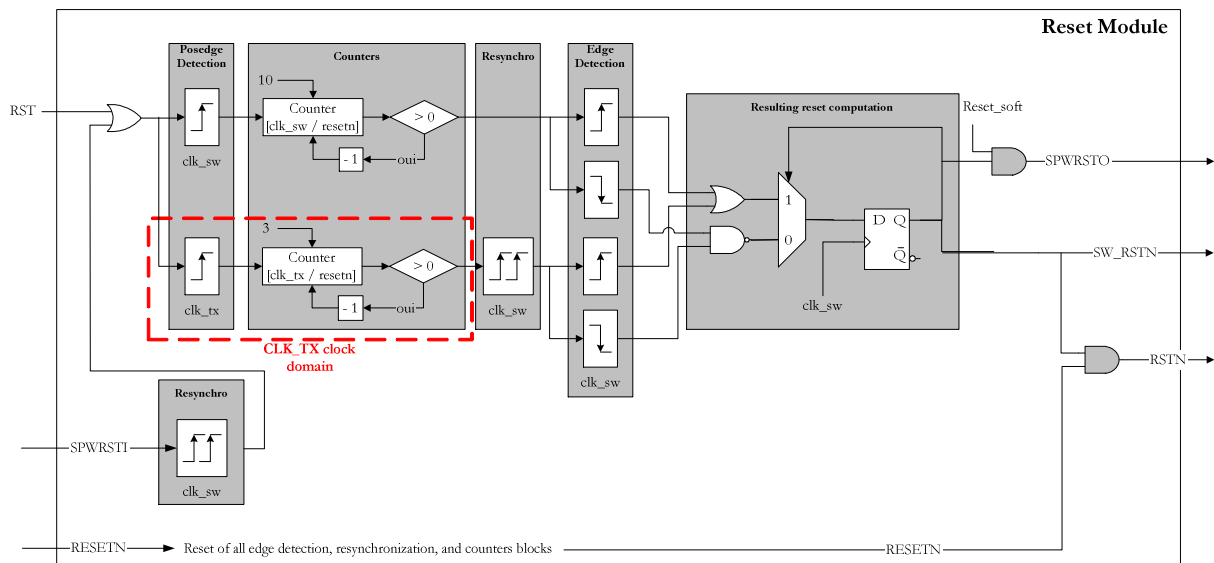 Reset Module
Posedge
Detection
Counters
Resynchro
Edge
Detection
Resulting reset computation
RST
clk_sw
10
Counter
[clk_sw / resetn]
> 0
- 1
oui
Reset_soft
SPWRSTO
1
0
D Q
Q
clk_sw
SW_RSTN
3
Counter
[clk_tx / resetn]
> 0
- 1
oui
clk_tx
clk_sw
clk_sw
CLK_TX clock
domain
RSTN
Resynchro
SPWRSTI
clk_sw
RESETN
Reset of all edge detection, resynchronization, and counters blocks
RESETN